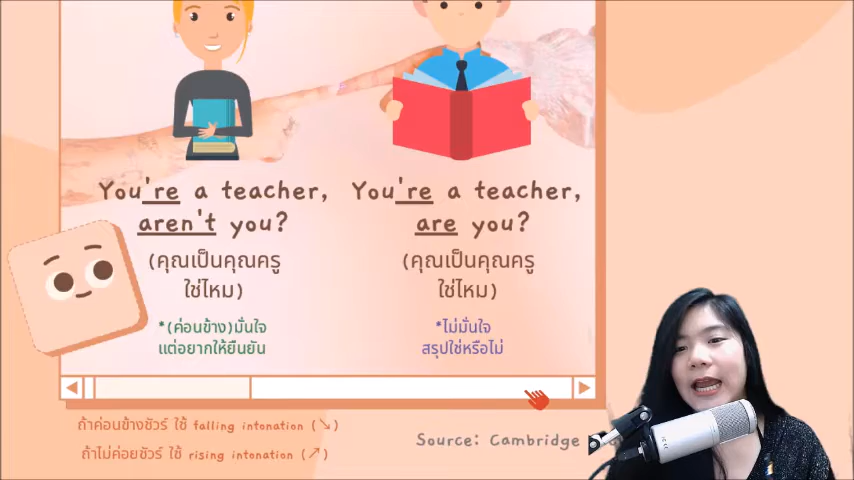 You're a teacher,
aren't you?
(คุณเป็นคุณครู
ใช่ไหม)
*(ค่อนข้าง)มั่นใจ
แต่อยากให้ยืนยัน
You're a teacher,
are you?
(คุณเป็นคุณครู
ใช่ไหม)
*ไม่มั่นใจ
สรุปใช่หรือไม่
ถ้าค่อนข้างชัวร์ ใช้ falling intonation (↘)
ถ้าไม่ค่อยชัวร์ ใช้ rising intonation (↗)
Source: Cambridge